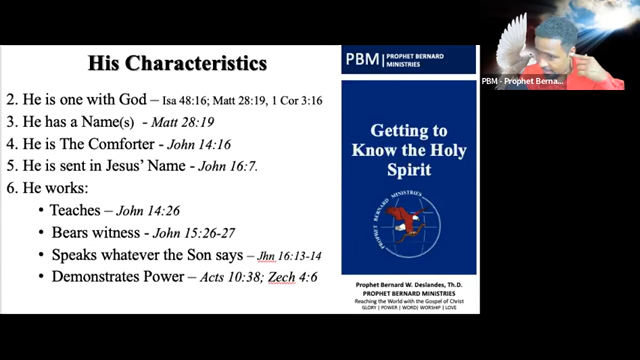 His Characteristics
2. He is one with God – Isa 48:16; Matt 28:19, 1 Cor 3:16
3. He has a Name(s) - Matt 28:19
4. He is The Comforter - John 14:16
5. He is sent in Jesus' Name - John 16:7.
6. He works:
• Teaches – John 14:26
• Bears witness - John 15:26-27
• Speaks whatever the Son says – Jhn 16:13-14
• Demonstrates Power – Acts 10:38; Zech 4:6
PBM | PROPHET BERNARD
MINISTRIES
Getting to
Know the Holy
Spirit
PROPHET BERNARD MINISTRIES
Prophet Bernard W. Deslandes, Th.D.
PROPHET BERNARD MINISTRIES
Reaching the World with the Gospel of Christ
GLORY | POWER | WORD | WORSHIP | LOVE
PBM - Prophet Berna...